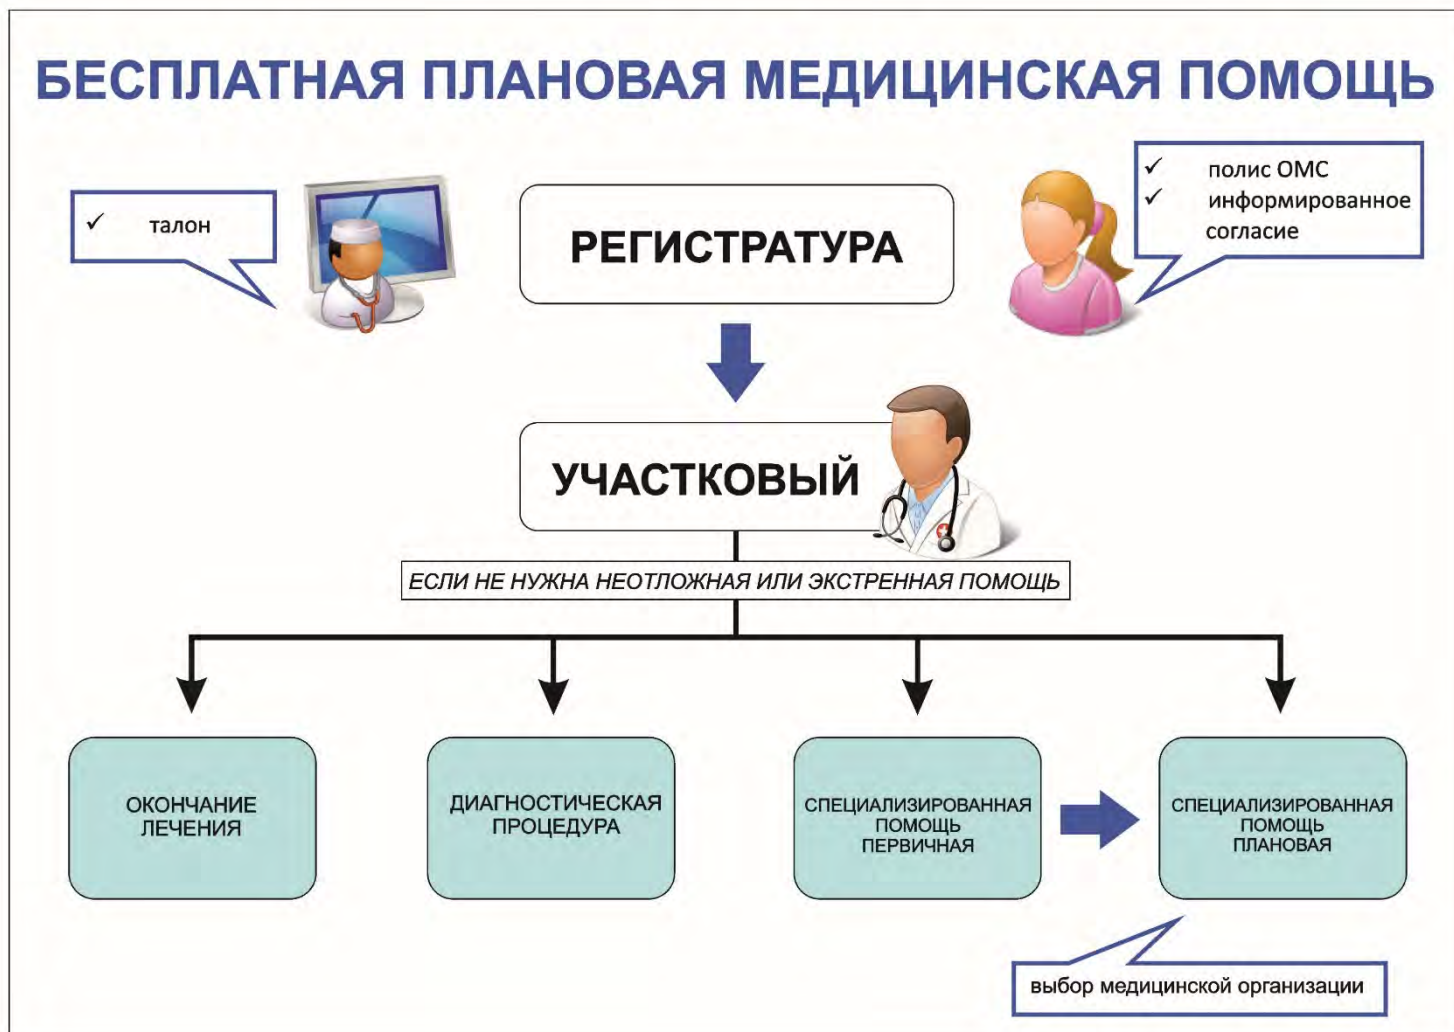 БЕСПЛАТНАЯ ПЛАНОВАЯ МЕДИЦИНСКАЯ ПОМОЩЬ
✓ талон
РЕГИСТРАТУРА
✓ полис ОМС
✓ информированное
согласие
УЧАСТКОВЫЙ
ЕСЛИ НЕ НУЖНА НЕОТЛОЖНАЯ ИЛИ ЭКСТРЕННАЯ ПОМОЩЬ
ОКОНЧАНИЕ
ЛЕЧЕНИЯ
ДИАГНОСТИЧЕСКАЯ
ПРОЦЕДУРА
СПЕЦИАЛИЗИРОВАННАЯ
ПОМОЩЬ
ПЕРВИЧНАЯ
СПЕЦИАЛИЗИРОВАННАЯ
ПОМОЩЬ
ПЛАНОВАЯ
выбор медицинской организации